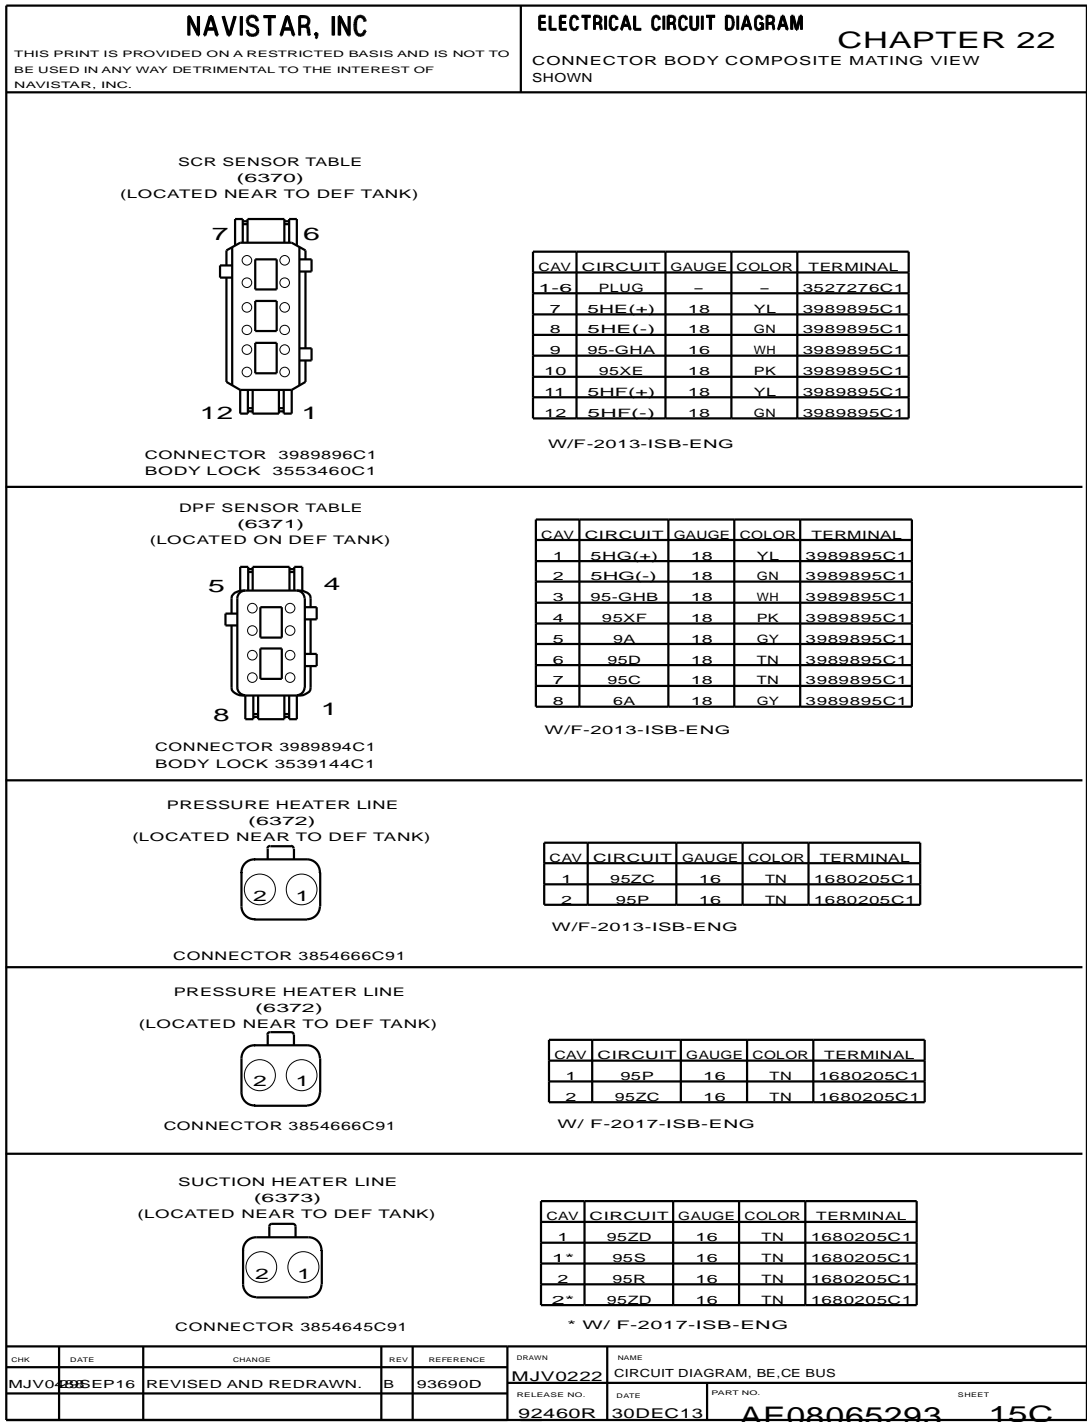 NAVISTAR, INC
THIS PRINT IS PROVIDED ON A RESTRICTED BASIS AND IS NOT TO
BE USED IN ANY WAY DETRIMENTAL TO THE INTEREST OF
NAVISTAR, INC.
ELECTRICAL CIRCUIT DIAGRAM
CHAPTER 22
CONNECTOR BODY COMPOSITE MATING VIEW
SHOWN
SCR SENSOR TABLE
(6370)
(LOCATED NEAR TO DEF TANK)
7 6
12 1
CONNECTOR 3989896C1
BODY LOCK 3553460C1
CAV CIRCUIT GAUGE COLOR TERMINAL
1-6 PLUG – – 3527276C1
7 5HE(+) 18 YL 3989895C1
8 5HE(-) 18 GN 3989895C1
9 95-GHA 16 WH 3989895C1
10 95XE 18 PK 3989895C1
11 5HF(+) 18 YL 3989895C1
12 5HF(-) 18 GN 3989895C1
W/F-2013-ISB-ENG
DPF SENSOR TABLE
(6371)
(LOCATED ON DEF TANK)
5 4
8 1
CONNECTOR 3989894C1
BODY LOCK 3539144C1
CAV CIRCUIT GAUGE COLOR TERMINAL
1 5HG(+) 18 YL 3989895C1
2 5HG(-) 18 GN 3989895C1
3 95-GHB 18 WH 3989895C1
4 95XF 18 PK 3989895C1
5 9A 18 GY 3989895C1
6 95D 18 TN 3989895C1
7 95C 18 TN 3989895C1
8 6A 18 GY 3989895C1
W/F-2013-ISB-ENG
PRESSURE HEATER LINE
(6372)
(LOCATED NEAR TO DEF TANK)
2 1
CONNECTOR 3854666C91
CAV CIRCUIT GAUGE COLOR TERMINAL
1 95ZC 16 TN 1680205C1
2 95P 16 TN 1680205C1
W/F-2013-ISB-ENG
PRESSURE HEATER LINE
(6372)
(LOCATED NEAR TO DEF TANK)
2 1
CONNECTOR 3854666C91
CAV CIRCUIT GAUGE COLOR TERMINAL
1 95P 16 TN 1680205C1
2 95ZC 16 TN 1680205C1
W/ F-2017-ISB-ENG
SUCTION HEATER LINE
(6373)
(LOCATED NEAR TO DEF TANK)
2 1
CONNECTOR 3854645C91
CAV CIRCUIT GAUGE COLOR TERMINAL
1 95ZD 16 TN 1680205C1
1* 95S 16 TN 1680205C1
2 95R 16 TN 1680205C1
2* 95ZD 16 TN 1680205C1
* W/ F-2017-ISB-ENG
CHK DATE CHANGE REV REFERENCE
REVISED AND REDRAWN. B 93690D
DRAWN
MJV0222
NAME
CIRCUIT DIAGRAM, BE,CE BUS
RELEASE NO.
92460R
DATE
30DEC13
PART NO.
AE08065293
SHEET
15C